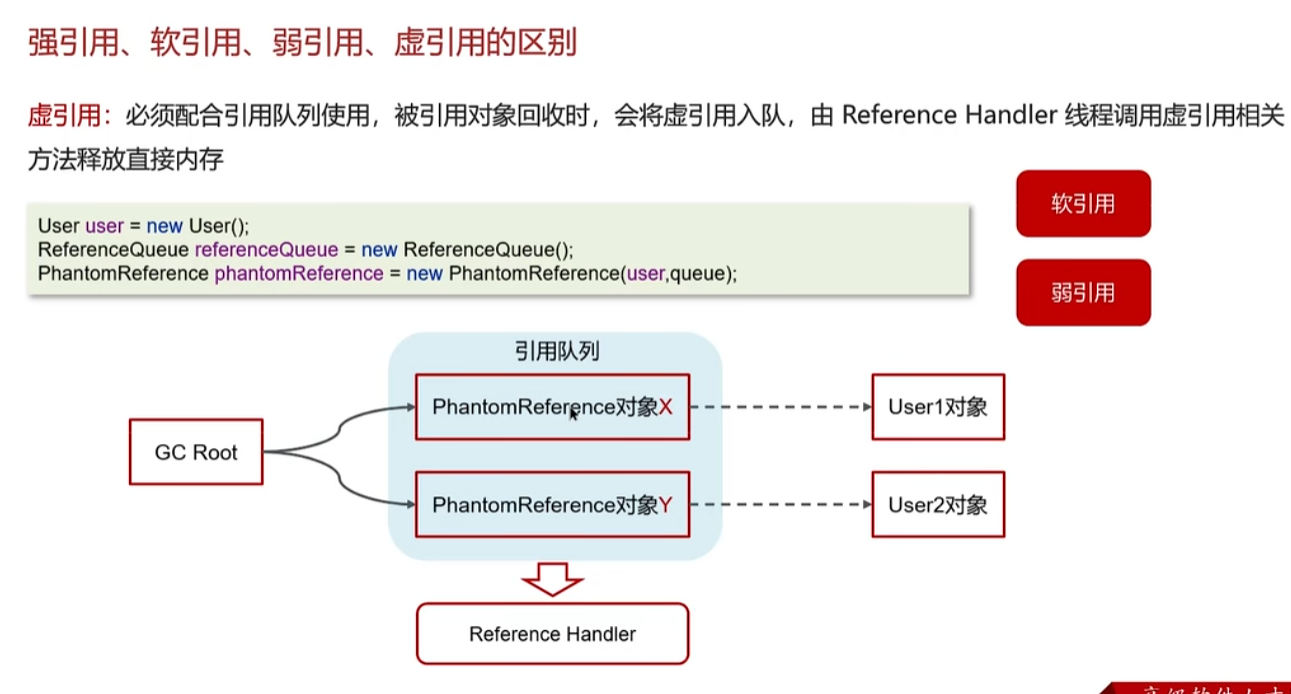 强引用、软引用、弱引用、虚引用的区别
虚引用：必须配合引用队列使用，被引用对象回收时，会将虚引用入队，由 Reference Handler 线程调用虚引用相关
方法释放直接内存
软引用
User user = new User();
ReferenceQueue referenceQueue = new ReferenceQueue();
PhantomReference phantomReference = new PhantomReference(user,queue);
弱引用
引用队列
PhantomReference对象X
User1对象
GC Root
PhantomReference对象Y
User2对象
Reference Handler